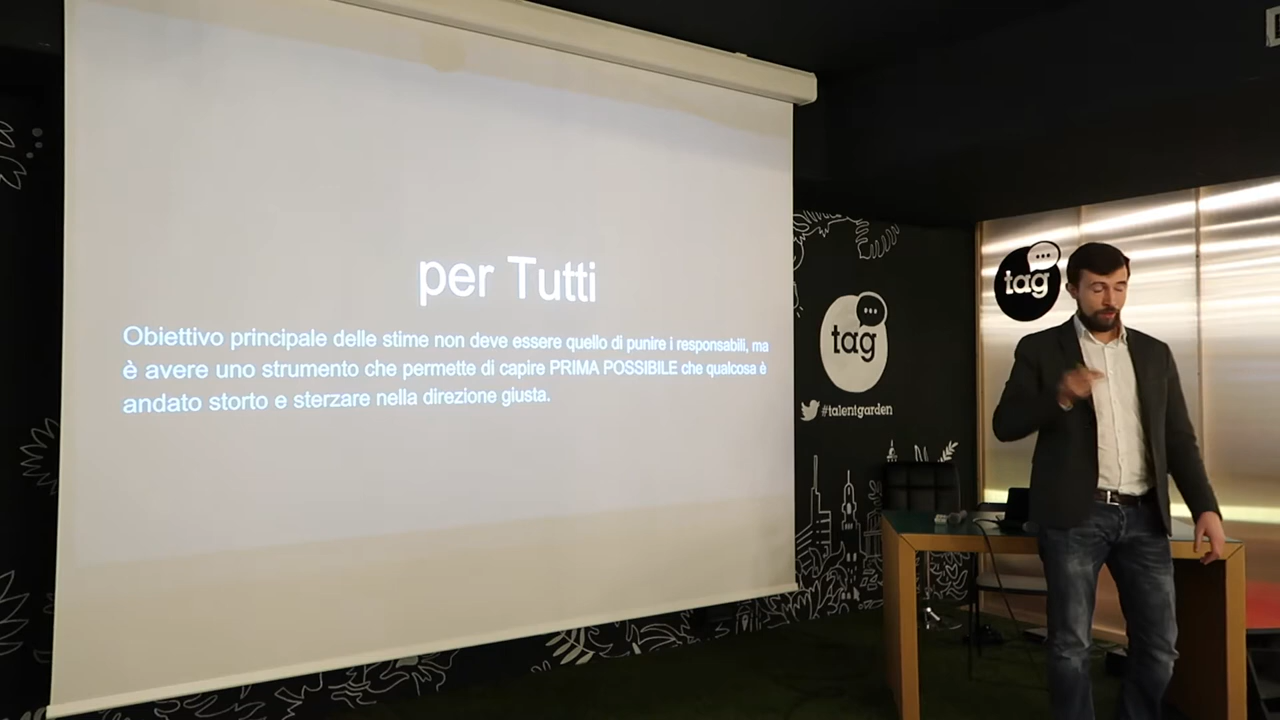 per Tutti
Obiettivo principale delle stime non deve essere quello di punire i responsabili, ma
è avere uno strumento che permette di capire PRIMA POSSIBILE che qualcosa è
andato storto e sterzare nella direzione giusta.
tag
#talentgarden
tag